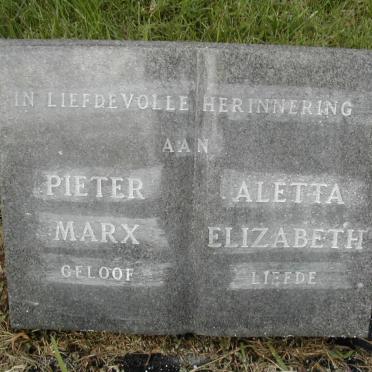 IN LIEFDEVOLLE HERINNERING
AAN
PIETER
MARX
GELOOF
ALETTA
ELIZABETH
LIEFDE